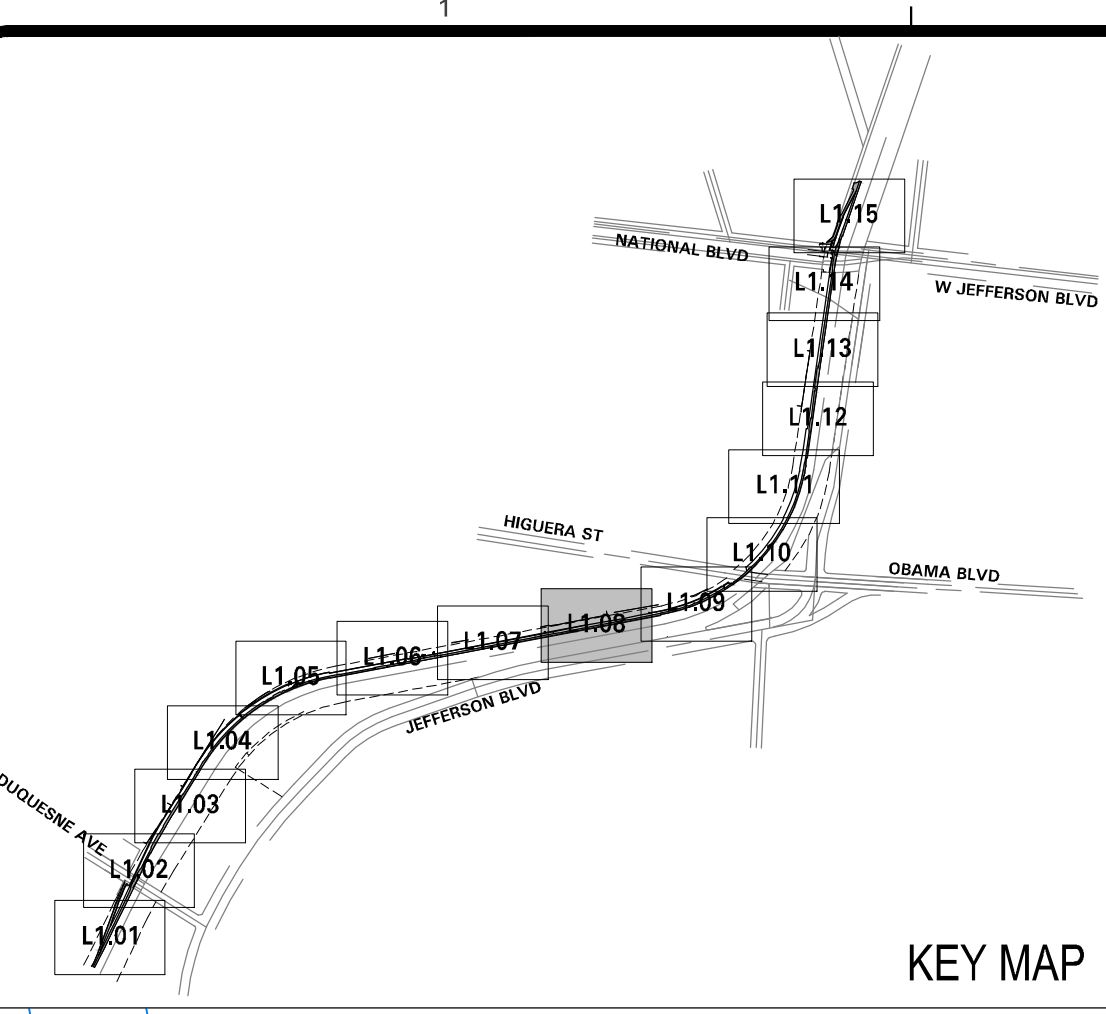 1
L1.15
NATIONAL BLVD
L1.14
W JEFFERSON BLVD
L1.13
L1.12
L1.11
HIGUERA ST
L1.10
OBAMA BLVD
L1.09
L1.08
L1.07
L1.06
L1.05
JEFFERSON BLVD
L1.04
L1.03
DUQUESNE AVE
L1.02
L1.01
KEY MAP